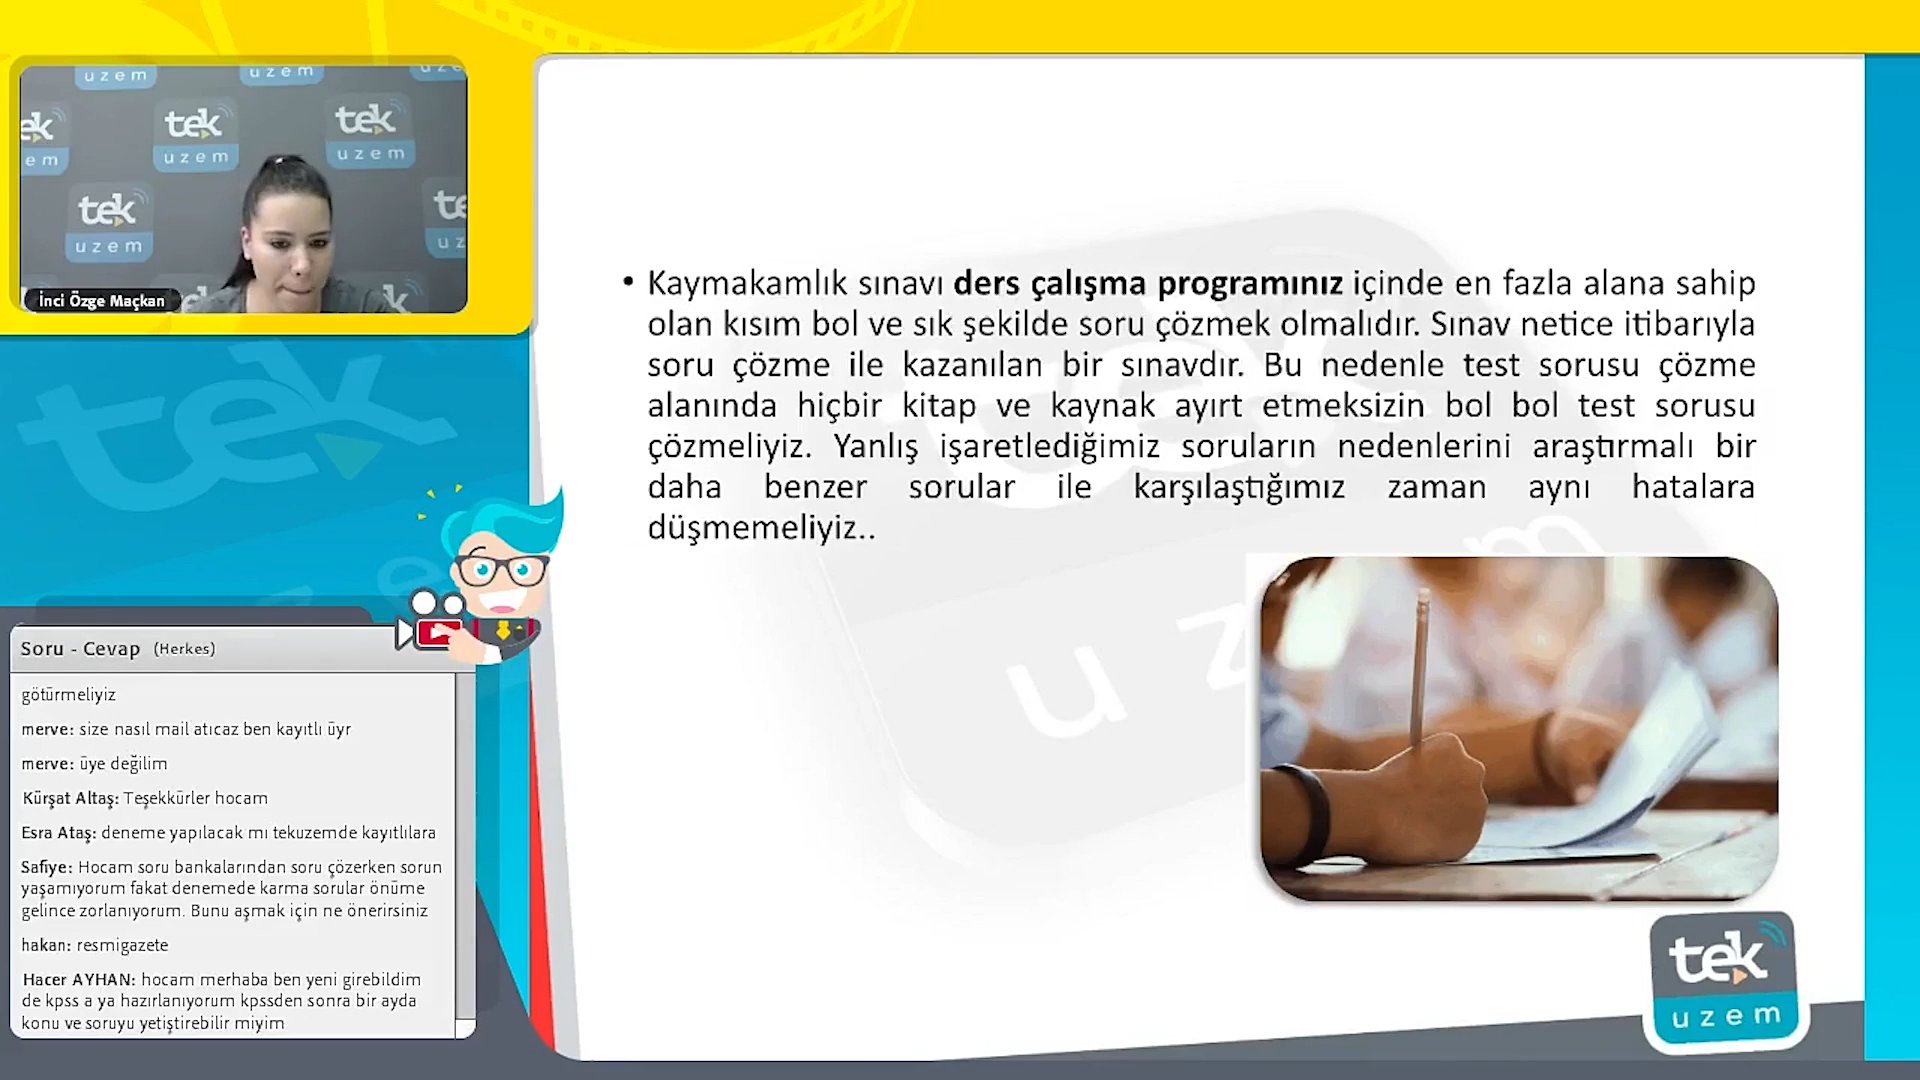 uzem
uzem
tek
uzem
tek
uzem
tek
uzem
İnci Özge Maçkan
tek
Soru - Cevap (Herkes)
götürmeliyiz
merve: size nasıl mail atıcaz ben kayıtlı üyr
merve: üye değilim
Kürşat Altaş: Teşekkürler hocam
Esra Ataş: deneme yapılacak mı tekuzemde kayıtlılara
Safiye: Hocam soru bankalarından soru çözerken sorun
yaşamıyorum fakat denemede karma sorular önüme
gelince zorlanıyorum. Bunu aşmak için ne önerirsiniz
hakan: resmigazete
Hacer AYHAN: hocam merhaba ben yeni girebildim
de kpss a ya hazırlanıyorum kpssden sonra bir ayda
konu ve soruyu yetiştirebilir miyim
• Kaymakamlık sınavı ders çalışma programınız içinde en fazla alana sahip
olan kısım bol ve sık şekilde soru çözmek olmalıdır. Sınav netice itibarıyla
soru çözme ile kazanılan bir sınavdır. Bu nedenle test sorusu çözme
alanında hiçbir kitap ve kaynak ayırt etmeksizin bol bol test sorusu
çözmeliyiz. Yanlış işaretlediğimiz soruların nedenlerini araştırmalı bir
daha benzer sorular ile karşılaştığımız zaman aynı hatalara
düşmemeliyiz..
tek
uzem